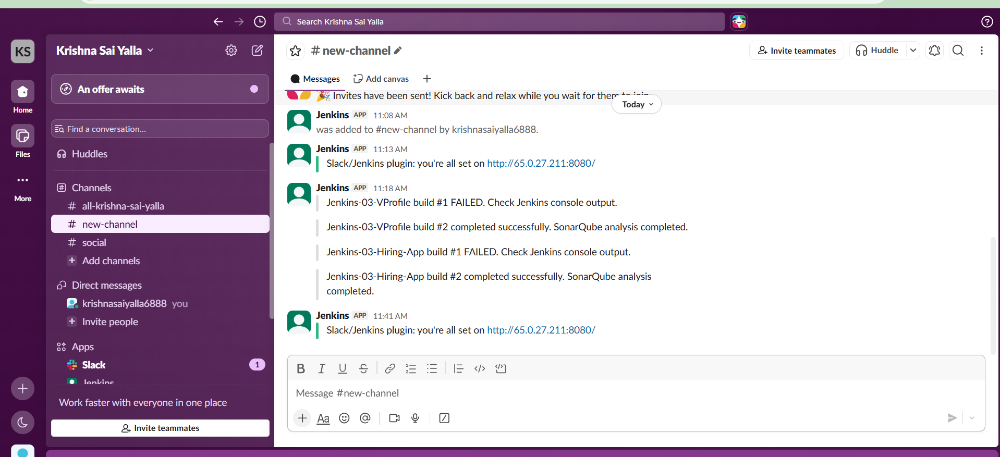 Search Krishna Sai Yalla
KS
Home
Files
More
Krishna Sai Yalla
An offer awaits
Find a conversation...
Huddles
Channels
# all-krishna-sai-yalla
# new-channel
# social
+ Add channels
Direct messages
krishnasaiyalla6888 you
+ Invite people
Apps
Slack 1
Jenkins
Work faster with everyone in one place
Invite teammates
# new-channel
Invite teammates
Huddle
Messages
Add canvas
Invites have been sent! Kick back and relax while you wait for them to join.
Today
Jenkins APP 11:08 AM
was added to #new-channel by krishnasaiyalla6888.
Jenkins APP 11:13 AM
Slack/Jenkins plugin: you're all set on http://65.0.27.211:8080/
Jenkins APP 11:18 AM
Jenkins-03-VProfile build #1 FAILED. Check Jenkins console output.
Jenkins-03-VProfile build #2 completed successfully. SonarQube analysis completed.
Jenkins-03-Hiring-App build #1 FAILED. Check Jenkins console output.
Jenkins-03-Hiring-App build #2 completed successfully. SonarQube analysis
completed.
Jenkins APP 11:41 AM
Slack/Jenkins plugin: you're all set on http://65.0.27.211:8080/
B I U S
Message #new-channel
Aa